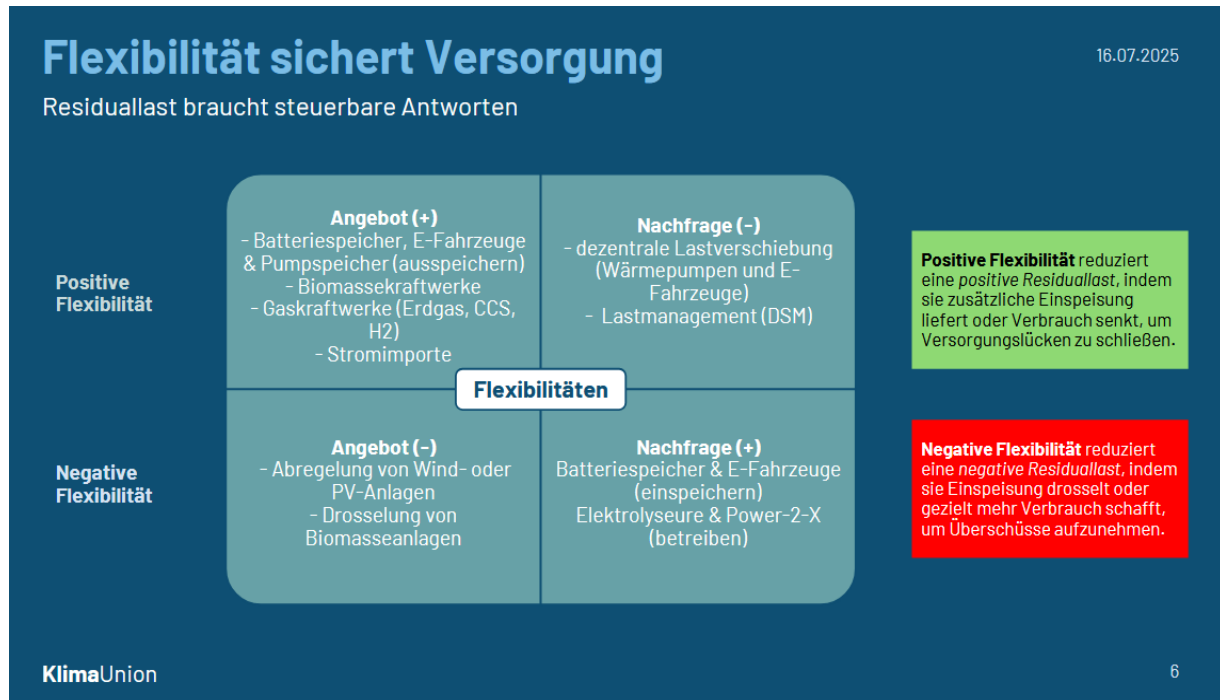 Flexibilität sichert Versorgung
16.07.2025
Residuallast braucht steuerbare Antworten
Positive
Flexibilität
Angebot (+)
- Batteriespeicher, E-Fahrzeuge
& Pumpspeicher (ausspeichern)
- Biomassekraftwerke
- Gaskraftwerke (Erdgas, CCS,
H2)
- Stromimporte
Nachfrage (-)
- dezentrale Lastverschiebung
(Wärmepumpen und E-
Fahrzeuge)
- Lastmanagement (DSM)
Positive Flexibilität reduziert
eine positive Residuallast, indem
sie zusätzliche Einspeisung
liefert oder Verbrauch senkt, um
Versorgungslücken zu schließen.
Flexibilitäten
Negative
Flexibilität
Angebot (-)
- Abregelung von Wind- oder
PV-Anlagen
- Drosselung von
Biomasseanlagen
Nachfrage (+)
Batteriespeicher & E-Fahrzeuge
(einspeichern)
Elektrolyseure & Power-2-X
(betreiben)
Negative Flexibilität reduziert
eine negative Residuallast, indem
sie Einspeisung drosselt oder
gezielt mehr Verbrauch schafft,
um Überschüsse aufzunehmen.
KlimaUnion
6